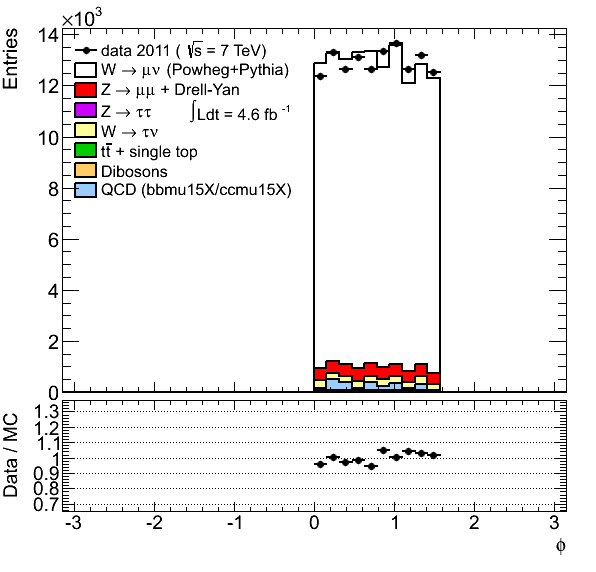 ×10³
Entries
14
12
10
8
6
4
2
0
data 2011 ( √s = 7 TeV)
W → μν (Powheg+Pythia)
Z → μμ + Drell-Yan
Z → ττ ∫Ldt = 4.6 fb⁻¹
W → τν
tt̅ + single top
Dibosons
QCD (bbmu15X/ccmu15X)
Data / MC
1.3
1.2
1.1
1
0.9
0.8
0.7
-3 -2 -1 0 1 2 3
ϕ